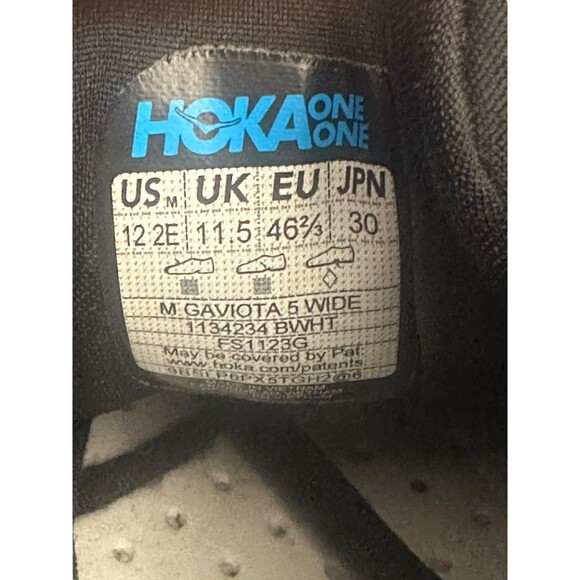 HOKA ONE ONE
US M UK EU JPN
12 2E 11.5 46⅔ 30
M GAVIOTA 5 WIDE
1134234 BWHT
FS1123G
May be covered by Pat:
www.hoka.com/patents